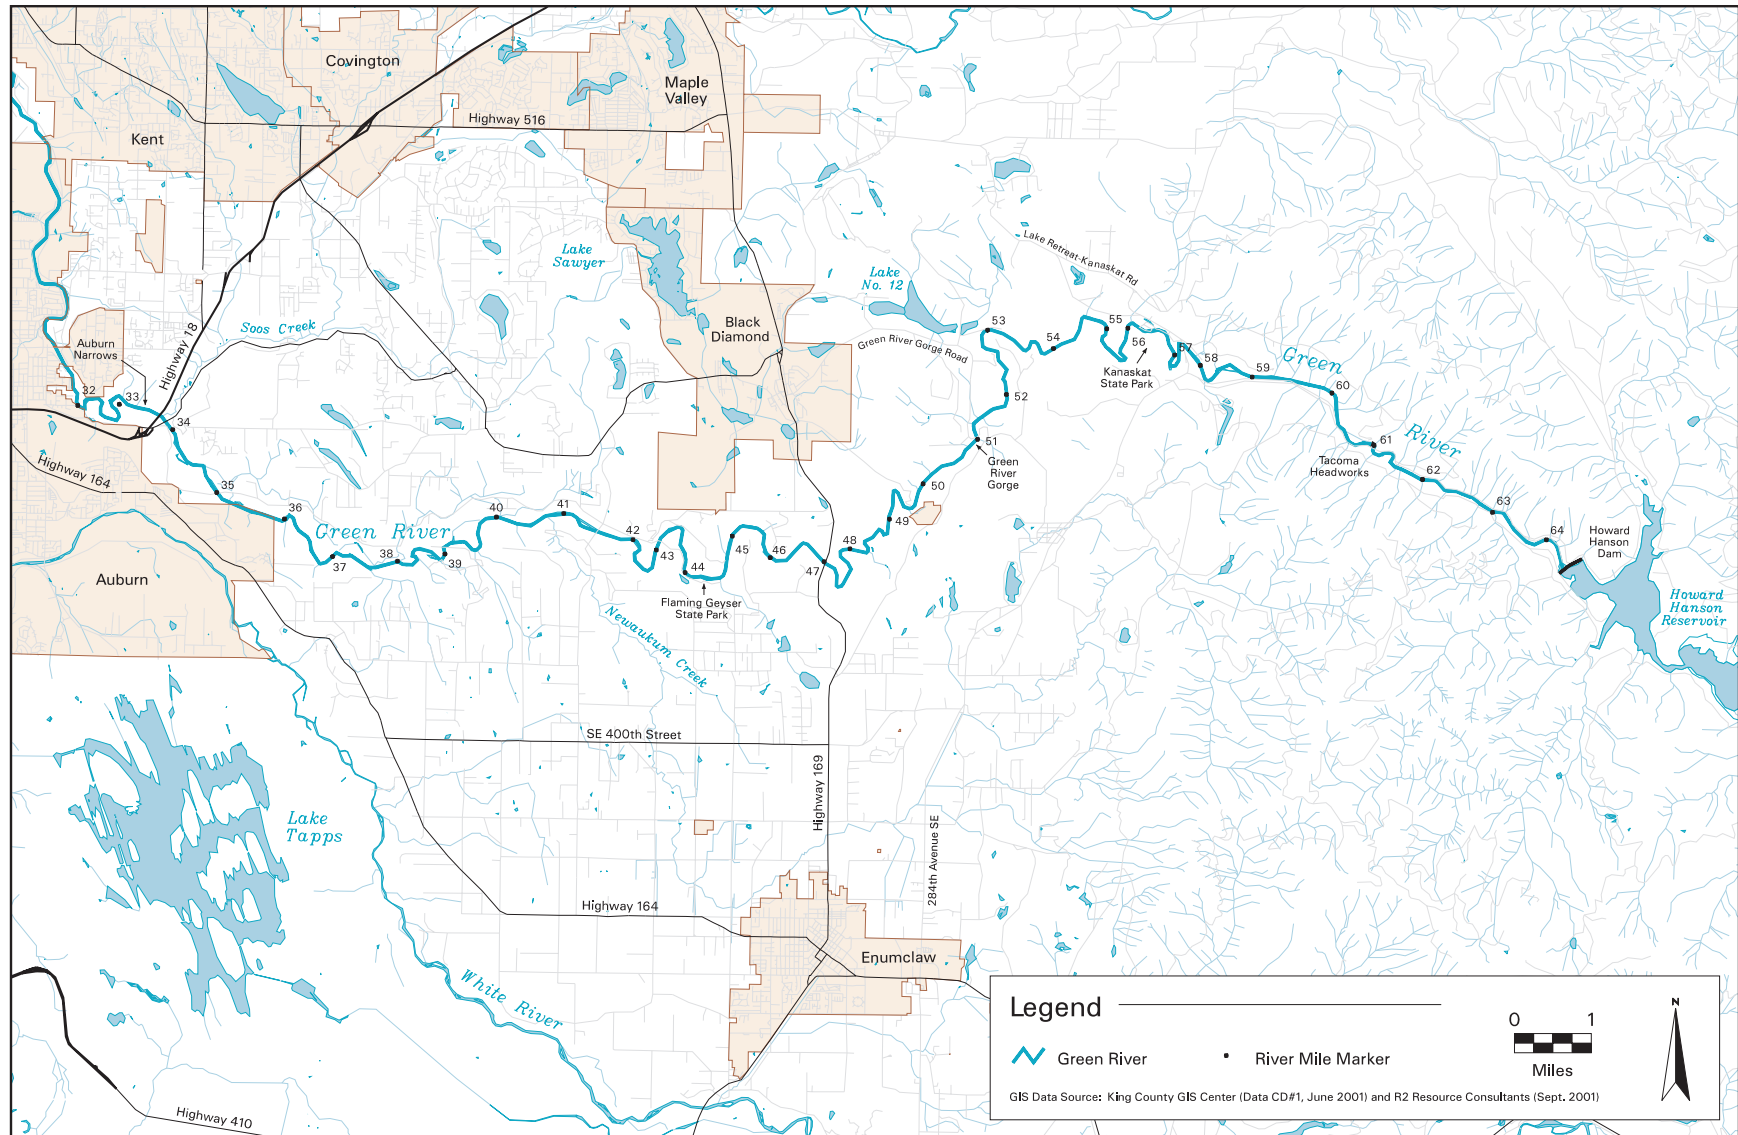 Covington
Maple
Valley
Highway 516
Kent
Lake
Sawyer
Lake
No. 12
Lake Retreat-Kanaskat Rd
Soos Creek
Highway 18
Auburn
Narrows
Black
Diamond
Green River Gorge Road
Kanaskat
State Park
Green
River
32
33
34
35
36
37
38
39
40
41
42
43
44
45
46
47
48
49
50
51
52
53
54
55
56
57
58
59
60
61
62
63
64
Green
River
Gorge
Tacoma
Headworks
Howard
Hanson
Dam
Howard
Hanson
Reservoir
Highway 164
Green River
Auburn
Flaming Geyser
State Park
Newaukum Creek
SE 400th Street
Highway 169
284th Avenue SE
Lake
Tapps
Highway 164
Enumclaw
White River
Highway 410
Legend
Green River
River Mile Marker
0 1
Miles
N
GIS Data Source: King County GIS Center (Data CD#1, June 2001) and R2 Resource Consultants (Sept. 2001)